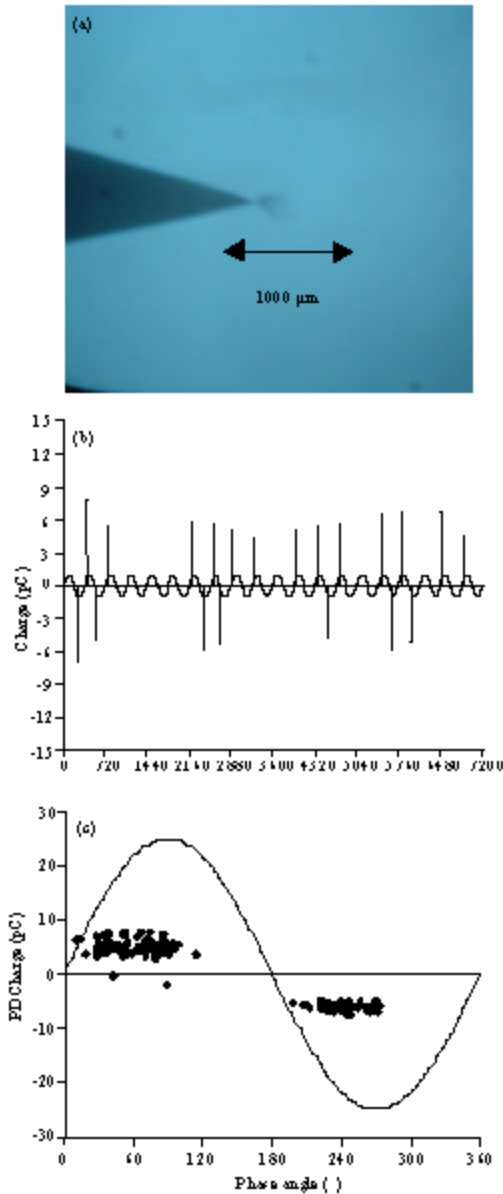 (a)
1000 μm
(b)
15
12
9
6
3
0
-3
-6
-9
-12
-15
Charge (pC)
0 720 1440 2160 2880 3600 4320 5040 5760 6480 7200
(c)
30
20
10
0
-10
-20
-30
PD Charge (pC)
0 60 120 180 240 300 360
Phase angle ( )